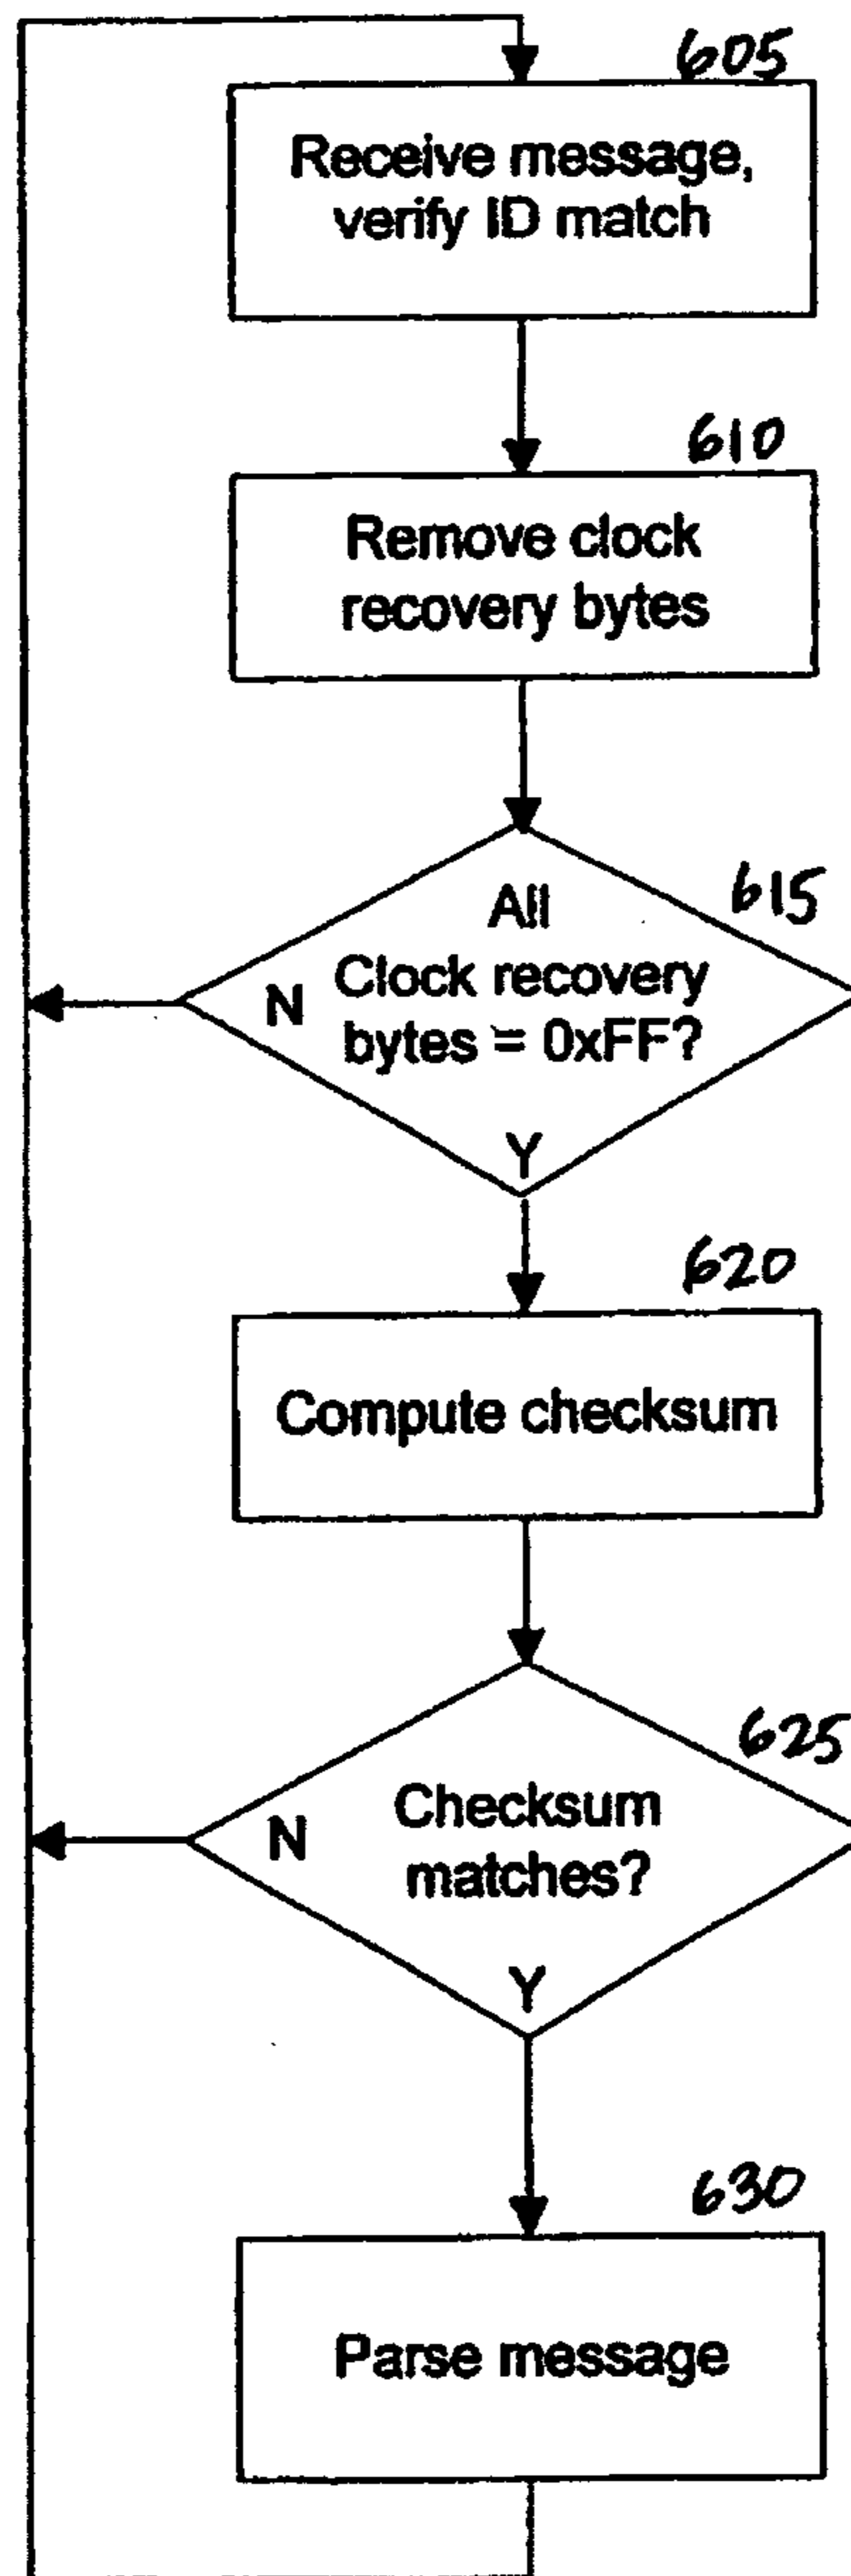 605
Receive message,
verify ID match
610
Remove clock
recovery bytes
615
All
Clock recovery
N
bytes = 0xFF?
Y
620
Compute checksum
625
Checksum
N
matches?
Y
630
Parse message